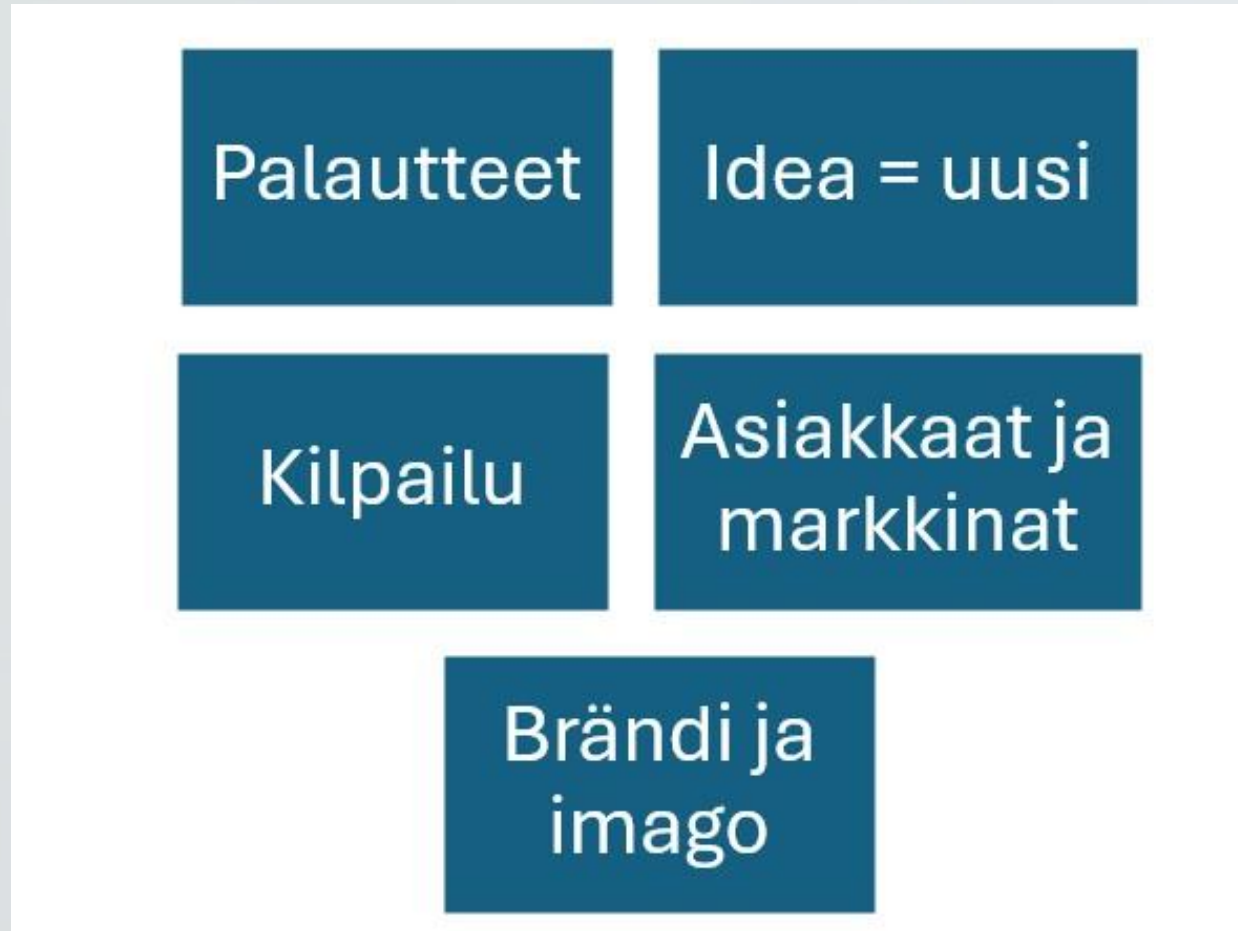 Palautteet
Idea = uusi
Kilpailu
Asiakkaat ja
markkinat
Brändi ja
imago